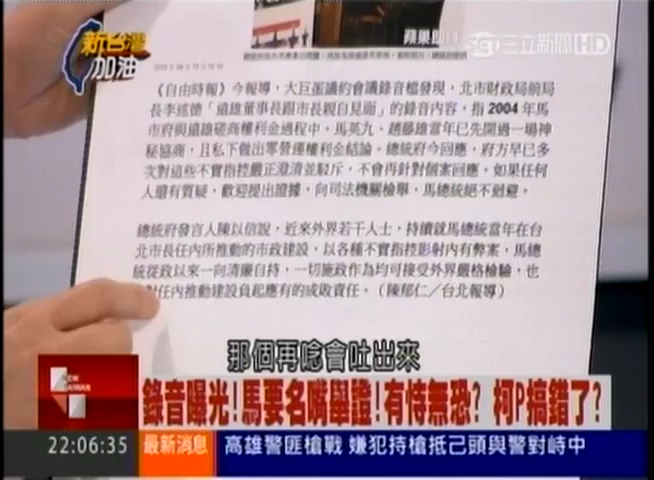 新台灣
加油
蘋果即時
SET 三立新聞HD
《自由時報》今報導,大巨蛋議約會議錄音檔發現,北市財政局前局
長李述德「遠雄董事長跟市長親自見面」的錄音內容,指2004年馬
市府與遠雄磋商權利金過程中,馬英九、趙藤雄當年已先開過一場神
秘協商,且私下做出零營運權利金結論。總統府今回應,府方早已多
次對這些不實指控嚴正澄清並駁斥,不會再針對個案回應。如果任何
人還有質疑,歡迎提出證據,向司法機關檢舉,馬總統絕不迴避。
總統府發言人陳以信說,近來外界若干人士,持續就馬總統當年在台
北市長任內所推動的市政建設,以各種不實指控影射內有弊案,馬總
統從政以來一向清廉自持,一切施政作為均可接受外界嚴格檢驗,也
對任內推動建設負起應有的成敗責任。(陳郁仁/台北報導)
那個再唸會吐出來
NEW TAIWAN
錄音曝光!馬要名嘴舉證!有恃無恐? 柯P搞錯了?
22:06:35 最新消息 高雄警匪槍戰 嫌犯持槍抵己頭與警對峙中